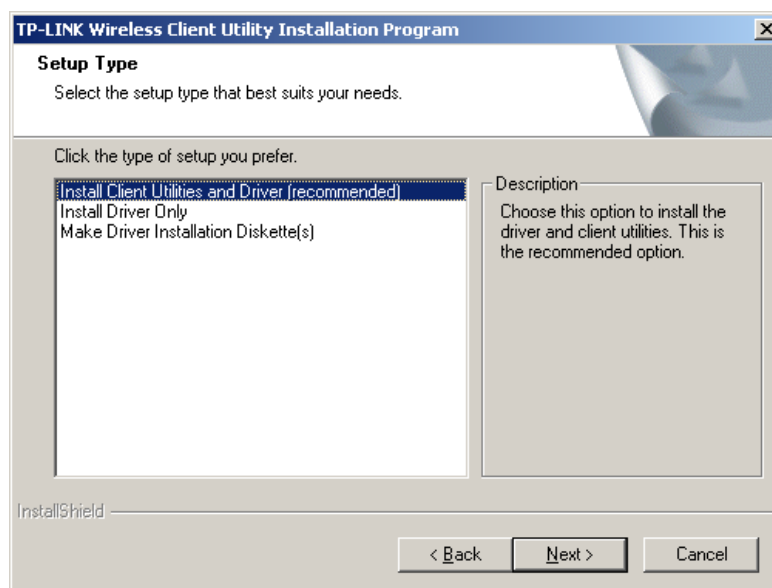 TP-LINK Wireless Client Utility Installation Program
Setup Type
Select the setup type that best suits your needs.
Click the type of setup you prefer.
Install Client Utilities and Driver (recommended)
Install Driver Only
Make Driver Installation Diskette(s)
Description
Choose this option to install the
driver and client utilities. This is
the recommended option.
InstallShield
< Back
Next >
Cancel